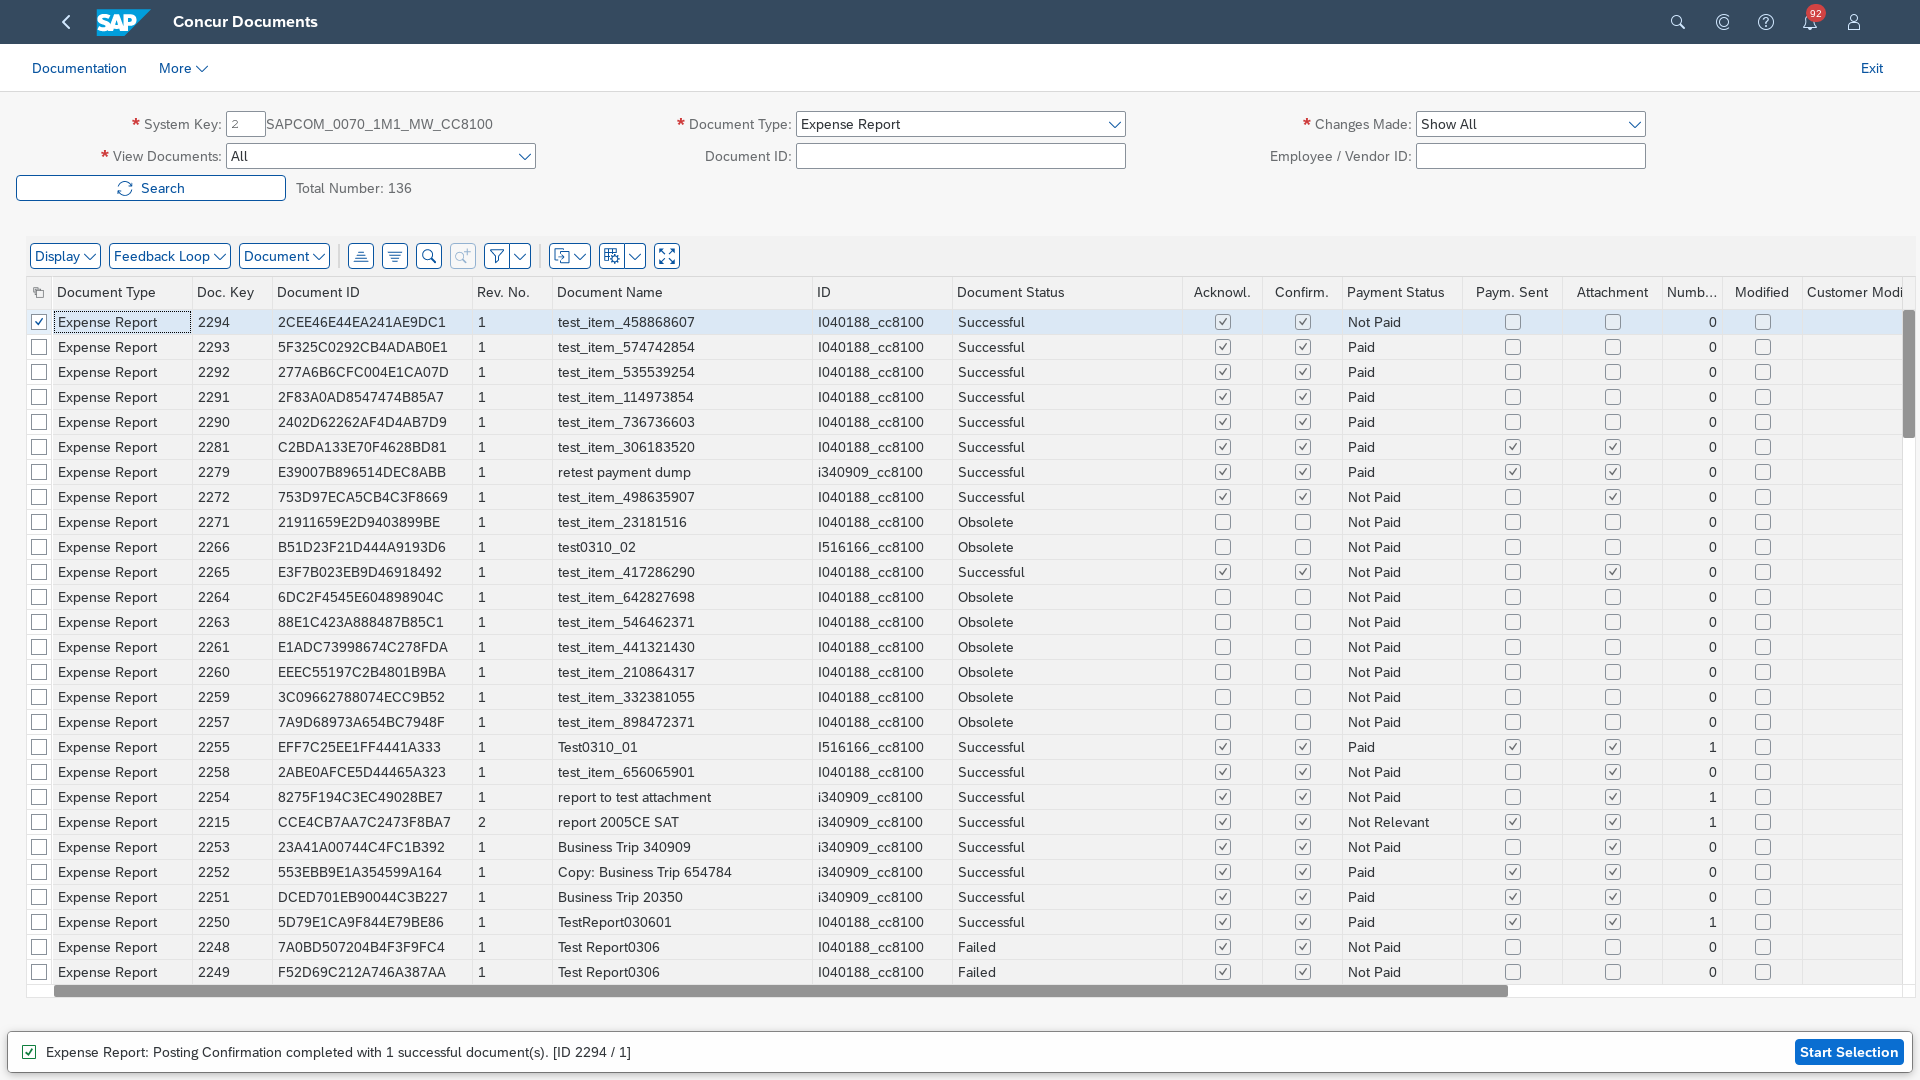 SAP Concur Documents 92
Documentation More Exit
* System Key: 2 SAPCOM_0070_1M1_MW_CC8100 * Document Type: Expense Report * Changes Made: Show All
* View Documents: All Document ID: Employee / Vendor ID:
Search Total Number: 136
Display Feedback Loop Document
Document Type Doc. Key Document ID Rev. No. Document Name ID Document Status Acknowl. Confirm. Payment Status Paym. Sent Attachment Numb... Modified Customer Modi
Expense Report 2294 2CEE46E44EA241AE9DC1 1 test_item_458868607 I040188_cc8100 Successful Not Paid 0
Expense Report 2293 5F325C0292CB4ADAB0E1 1 test_item_574742854 I040188_cc8100 Successful Paid 0
Expense Report 2292 277A6B6CFC004E1CA07D 1 test_item_535539254 I040188_cc8100 Successful Paid 0
Expense Report 2291 2F83A0AD8547474B85A7 1 test_item_114973854 I040188_cc8100 Successful Paid 0
Expense Report 2290 2402D62262AF4D4AB7D9 1 test_item_736736603 I040188_cc8100 Successful Paid 0
Expense Report 2281 C2BDA133E70F4628BD81 1 test_item_306183520 I040188_cc8100 Successful Paid 0
Expense Report 2279 E39007B896514DEC8ABB 1 retest payment dump i340909_cc8100 Successful Paid 0
Expense Report 2272 753D97ECA5CB4C3F8669 1 test_item_498635907 I040188_cc8100 Successful Not Paid 0
Expense Report 2271 21911659E2D9403899BE 1 test_item_23181516 I040188_cc8100 Obsolete Not Paid 0
Expense Report 2266 B51D23F21D444A9193D6 1 test0310_02 I516166_cc8100 Obsolete Not Paid 0
Expense Report 2265 E3F7B023EB9D46918492 1 test_item_417286290 I040188_cc8100 Successful Not Paid 0
Expense Report 2264 6DC2F4545E604898904C 1 test_item_642827698 I040188_cc8100 Obsolete Not Paid 0
Expense Report 2263 88E1C423A888487B85C1 1 test_item_546462371 I040188_cc8100 Obsolete Not Paid 0
Expense Report 2261 E1ADC73998674C278FDA 1 test_item_441321430 I040188_cc8100 Obsolete Not Paid 0
Expense Report 2260 EEEC55197C2B4801B9BA 1 test_item_210864317 I040188_cc8100 Obsolete Not Paid 0
Expense Report 2259 3C09662788074ECC9B52 1 test_item_332381055 I040188_cc8100 Obsolete Not Paid 0
Expense Report 2257 7A9D68973A654BC7948F 1 test_item_898472371 I040188_cc8100 Obsolete Not Paid 0
Expense Report 2255 EFF7C25EE1FF4441A333 1 Test0310_01 I516166_cc8100 Successful Paid 1
Expense Report 2258 2ABE0AFCE5D44465A323 1 test_item_656065901 I040188_cc8100 Successful Not Paid 0
Expense Report 2254 8275F194C3EC49028BE7 1 report to test attachment i340909_cc8100 Successful Not Paid 1
Expense Report 2215 CCE4CB7AA7C2473F8BA7 2 report 2005CE SAT i340909_cc8100 Successful Not Relevant 1
Expense Report 2253 23A41A00744C4FC1B392 1 Business Trip 340909 i340909_cc8100 Successful Not Paid 0
Expense Report 2252 553EBB9E1A354599A164 1 Copy: Business Trip 654784 i340909_cc8100 Successful Paid 0
Expense Report 2251 DCED701EB90044C3B227 1 Business Trip 20350 i340909_cc8100 Successful Paid 0
Expense Report 2250 5D79E1CA9F844E79BE86 1 TestReport030601 I040188_cc8100 Successful Paid 1
Expense Report 2248 7A0BD507204B4F3F9FC4 1 Test Report0306 I040188_cc8100 Failed Not Paid 0
Expense Report 2249 F52D69C212A746A387AA 1 Test Report0306 I040188_cc8100 Failed Not Paid 0
Expense Report: Posting Confirmation completed with 1 successful document(s). [ID 2294 / 1] Start Selection